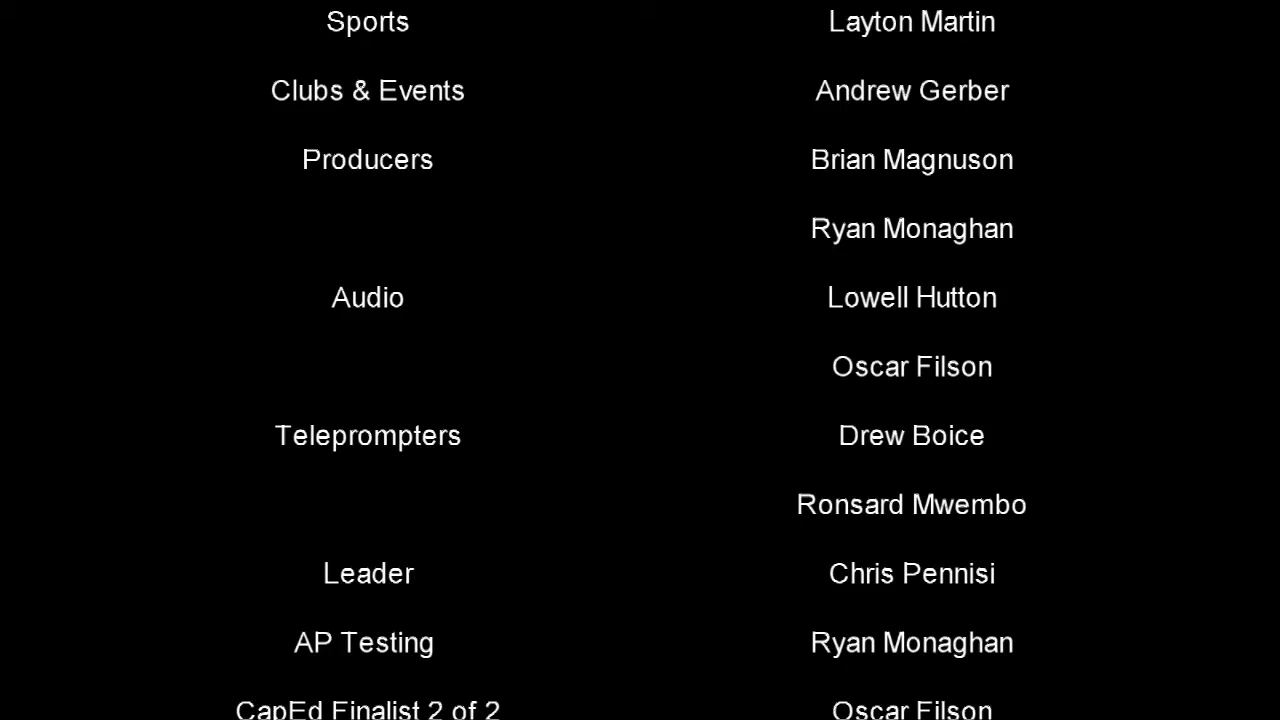 Sports Layton Martin
Clubs & Events Andrew Gerber
Producers Brian Magnuson
Ryan Monaghan
Audio Lowell Hutton
Oscar Filson
Teleprompters Drew Boice
Ronsard Mwembo
Leader Chris Pennisi
AP Testing Ryan Monaghan
CapEd Finalist 2 of 2 Oscar Filson